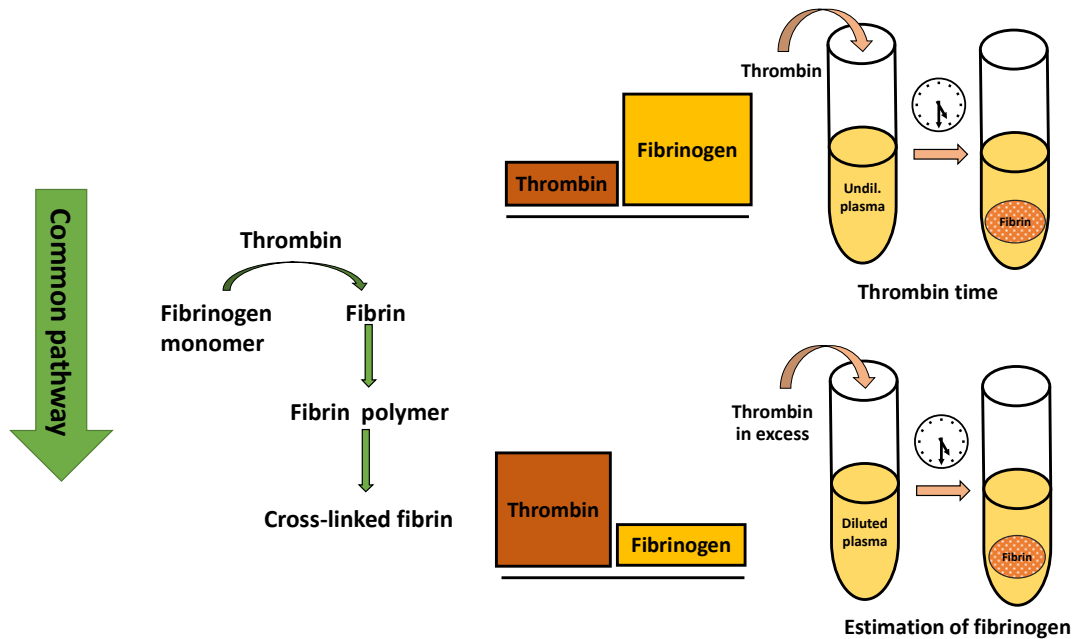 Common pathway
Thrombin
Fibrinogen
monomer
Fibrin
Fibrin polymer
Cross-linked fibrin
Thrombin
Fibrinogen
Thrombin
Undil.
plasma
Fibrin
Thrombin time
Thrombin
Fibrinogen
Thrombin
in excess
Diluted
plasma
Fibrin
Estimation of fibrinogen